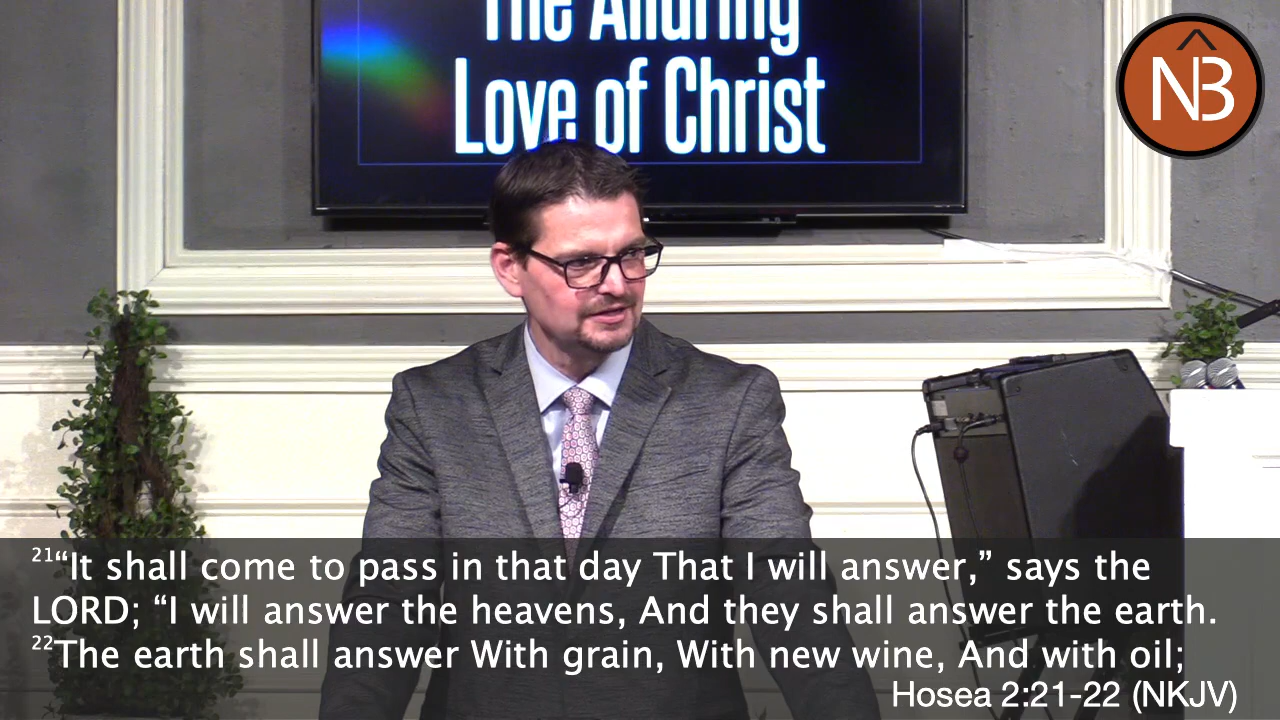 The Alluring
Love of Christ
NB
21“It shall come to pass in that day That I will answer,” says the
LORD; “I will answer the heavens, And they shall answer the earth.
22The earth shall answer With grain, With new wine, And with oil;
Hosea 2:21-22 (NKJV)